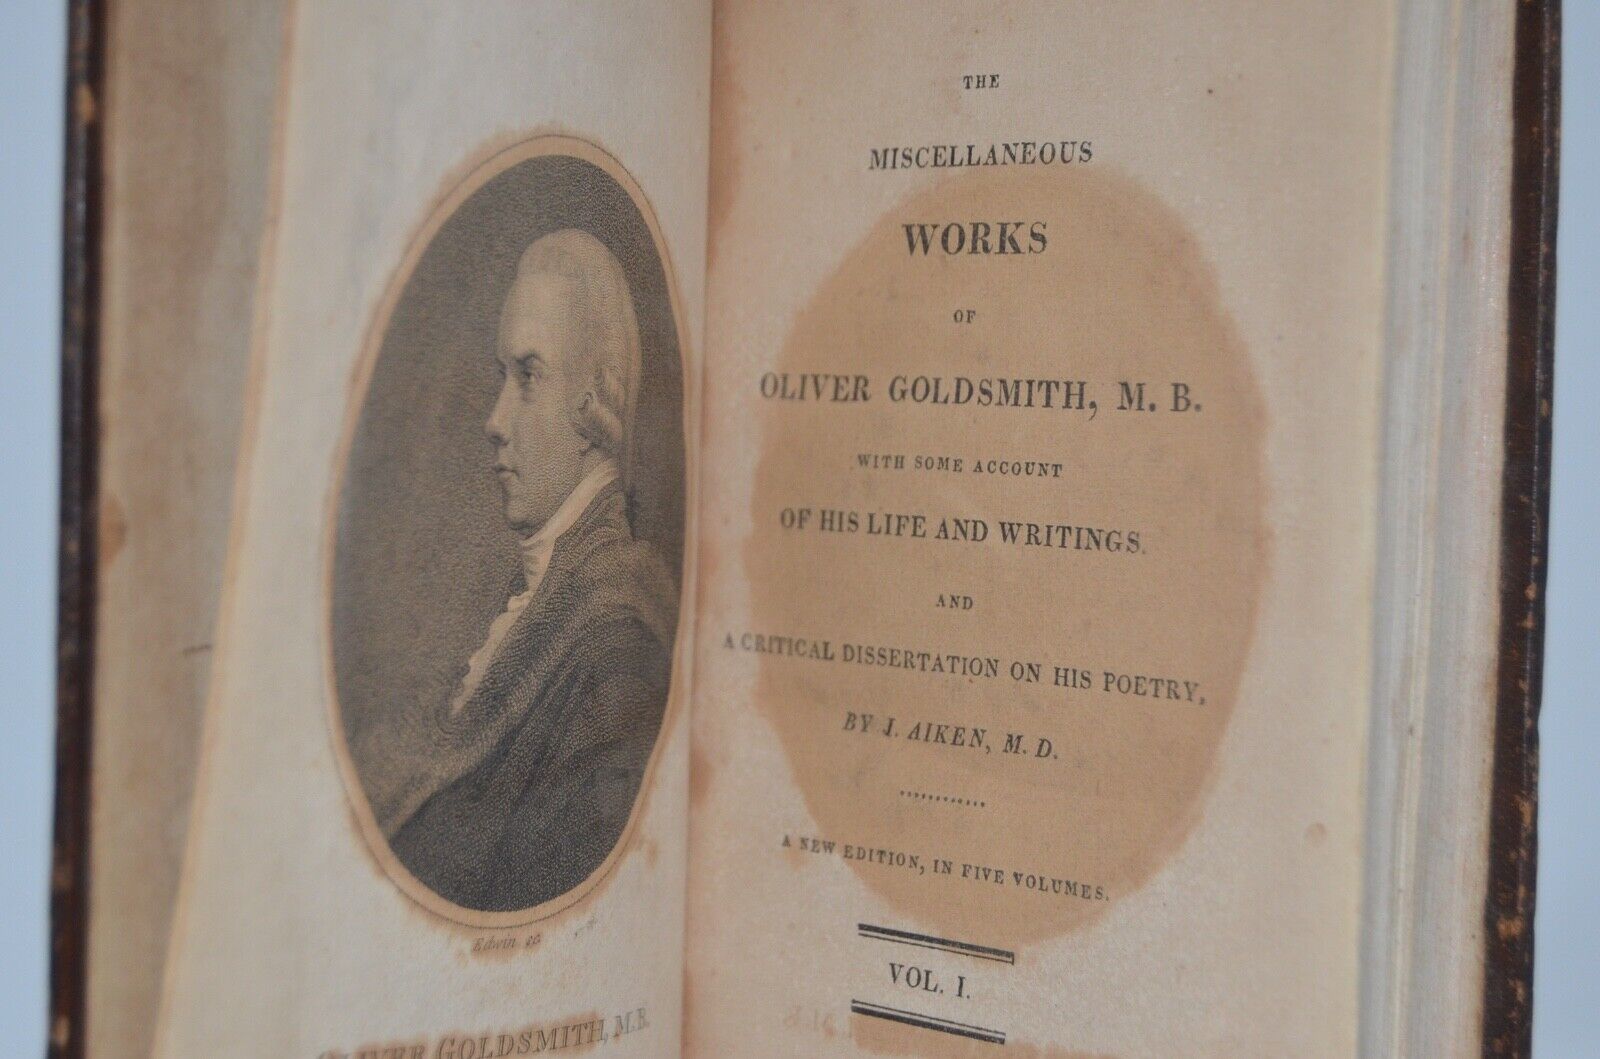 Edwin sc.
OLIVER GOLDSMITH, M.B.
THE
MISCELLANEOUS
WORKS
OF
OLIVER GOLDSMITH, M. B.
WITH SOME ACCOUNT
OF HIS LIFE AND WRITINGS.
AND
A CRITICAL DISSERTATION ON HIS POETRY,
BY J. AIKEN, M. D.
A NEW EDITION, IN FIVE VOLUMES.
VOL. I.